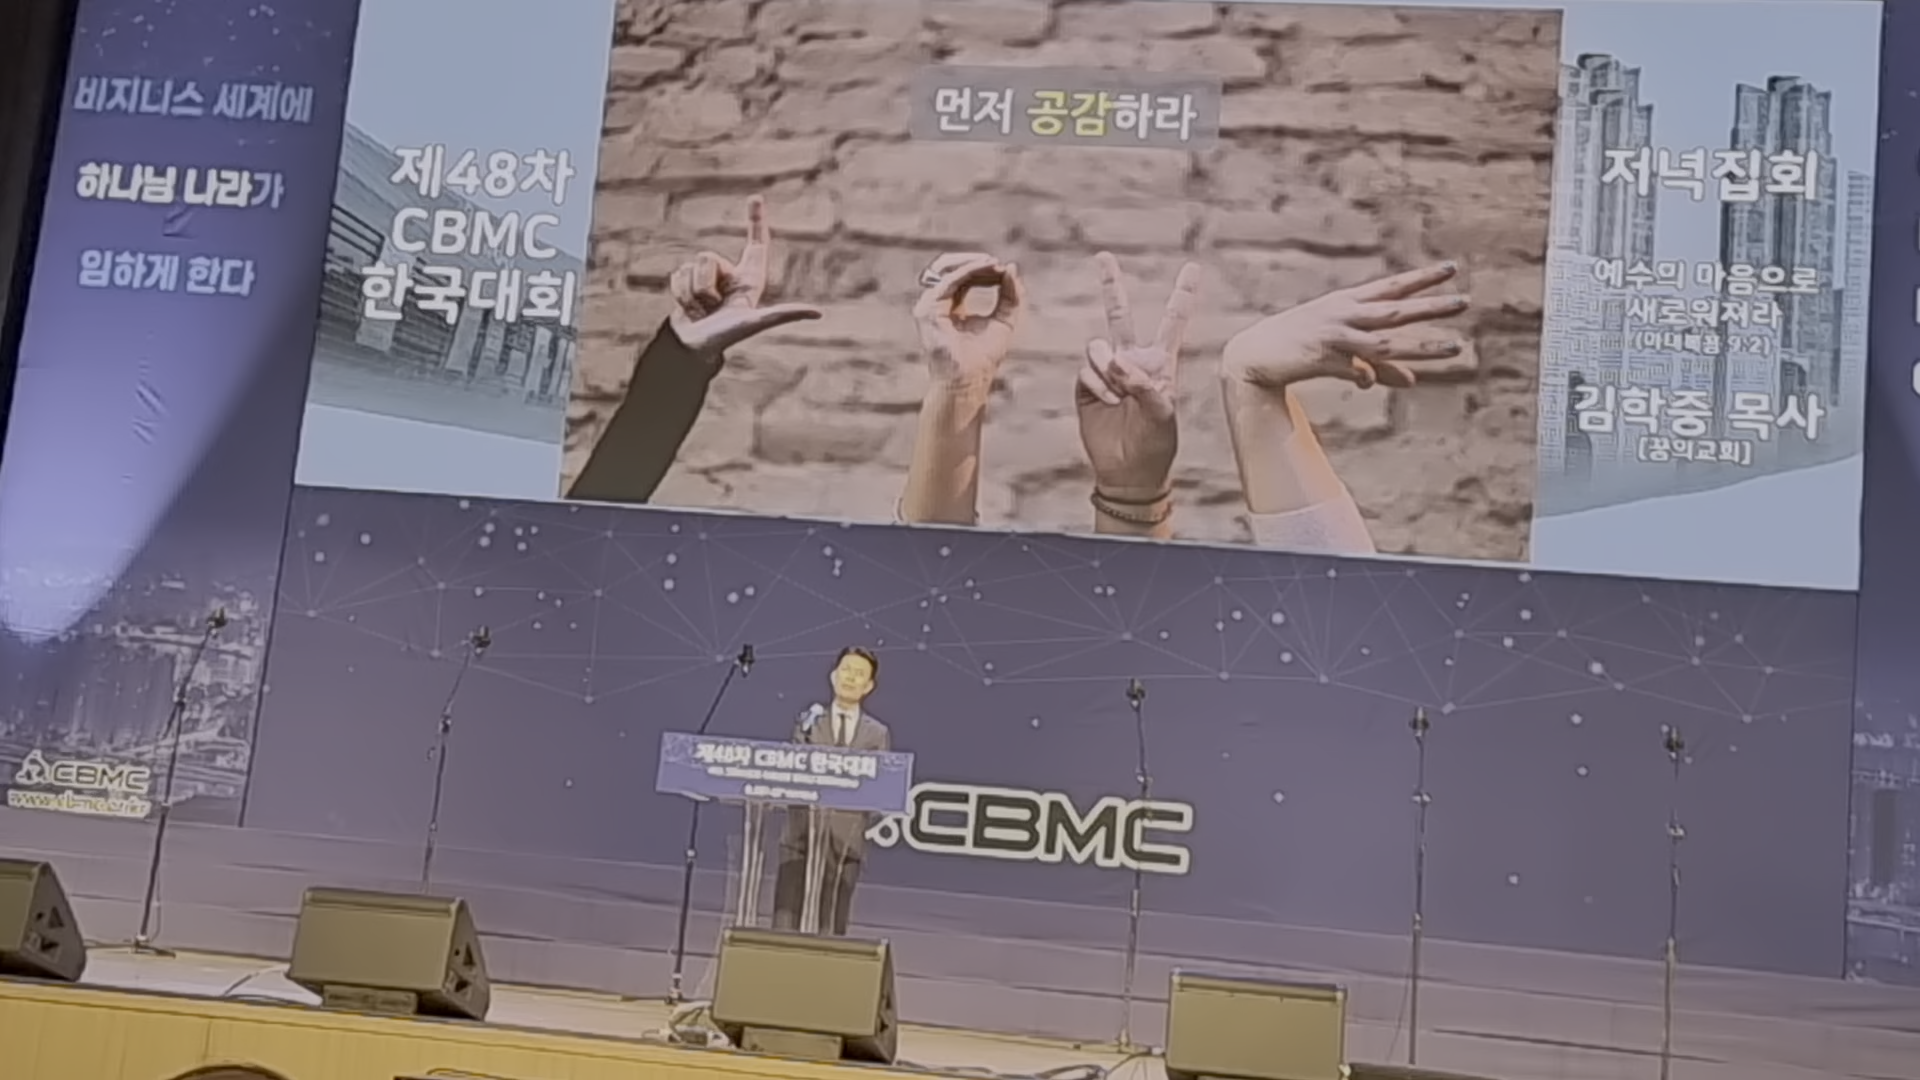 비지니스 세계에
하나님 나라가
임하게 한다
CBMC
제48차
CBMC
한국대회
먼저 공감하라
저녁집회
예수의 마음으로
새로워져라
(마태복음 9:2)
김학중 목사
[꿈의교회]
제48차 CBMC 한국대회
CBMC